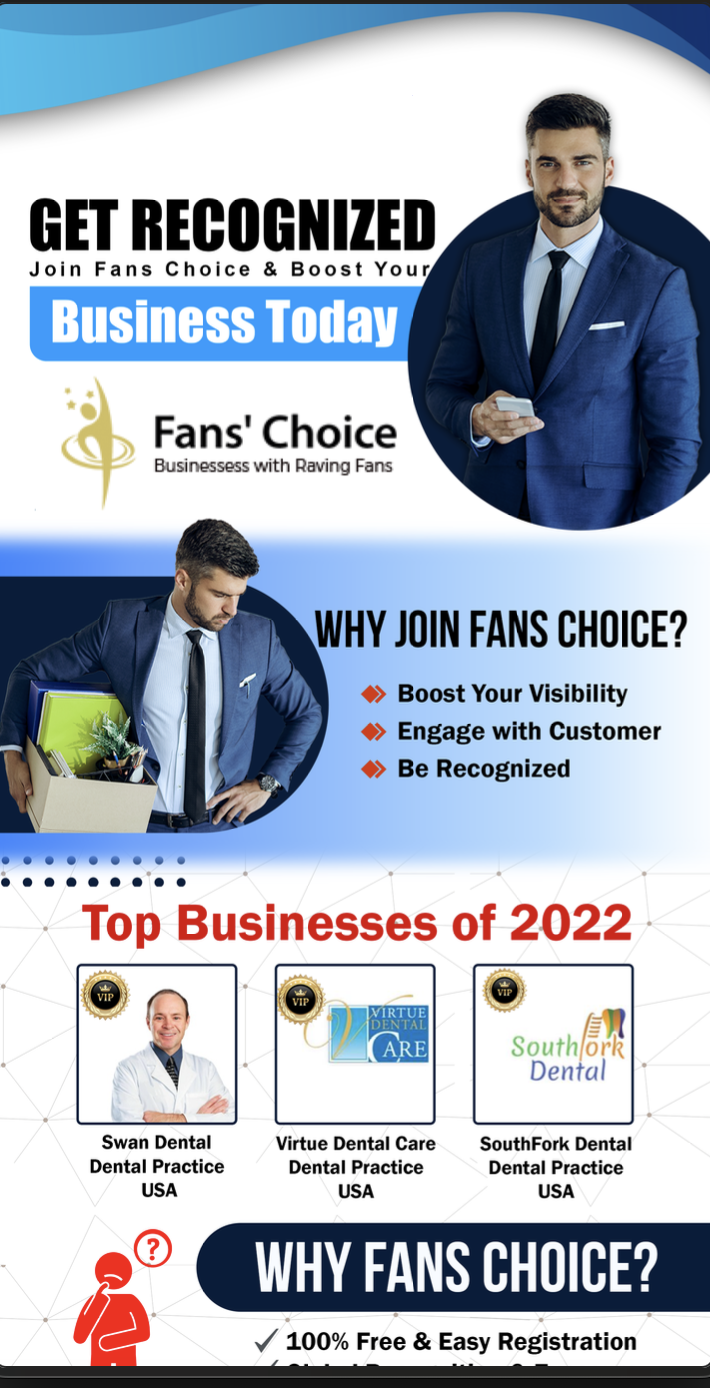 GET RECOGNIZED
Join Fans Choice & Boost Your
Business Today
Fans' Choice
Businessess with Raving Fans
WHY JOIN FANS CHOICE?
Boost Your Visibility
Engage with Customer
Be Recognized
Top Businesses of 2022
VIP
VIP
VIRTUE
DENTAL
CARE
VIP
SouthFork
Dental
Swan Dental
Dental Practice
USA
Virtue Dental Care
Dental Practice
USA
SouthFork Dental
Dental Practice
USA
?
WHY FANS CHOICE?
100% Free & Easy Registration